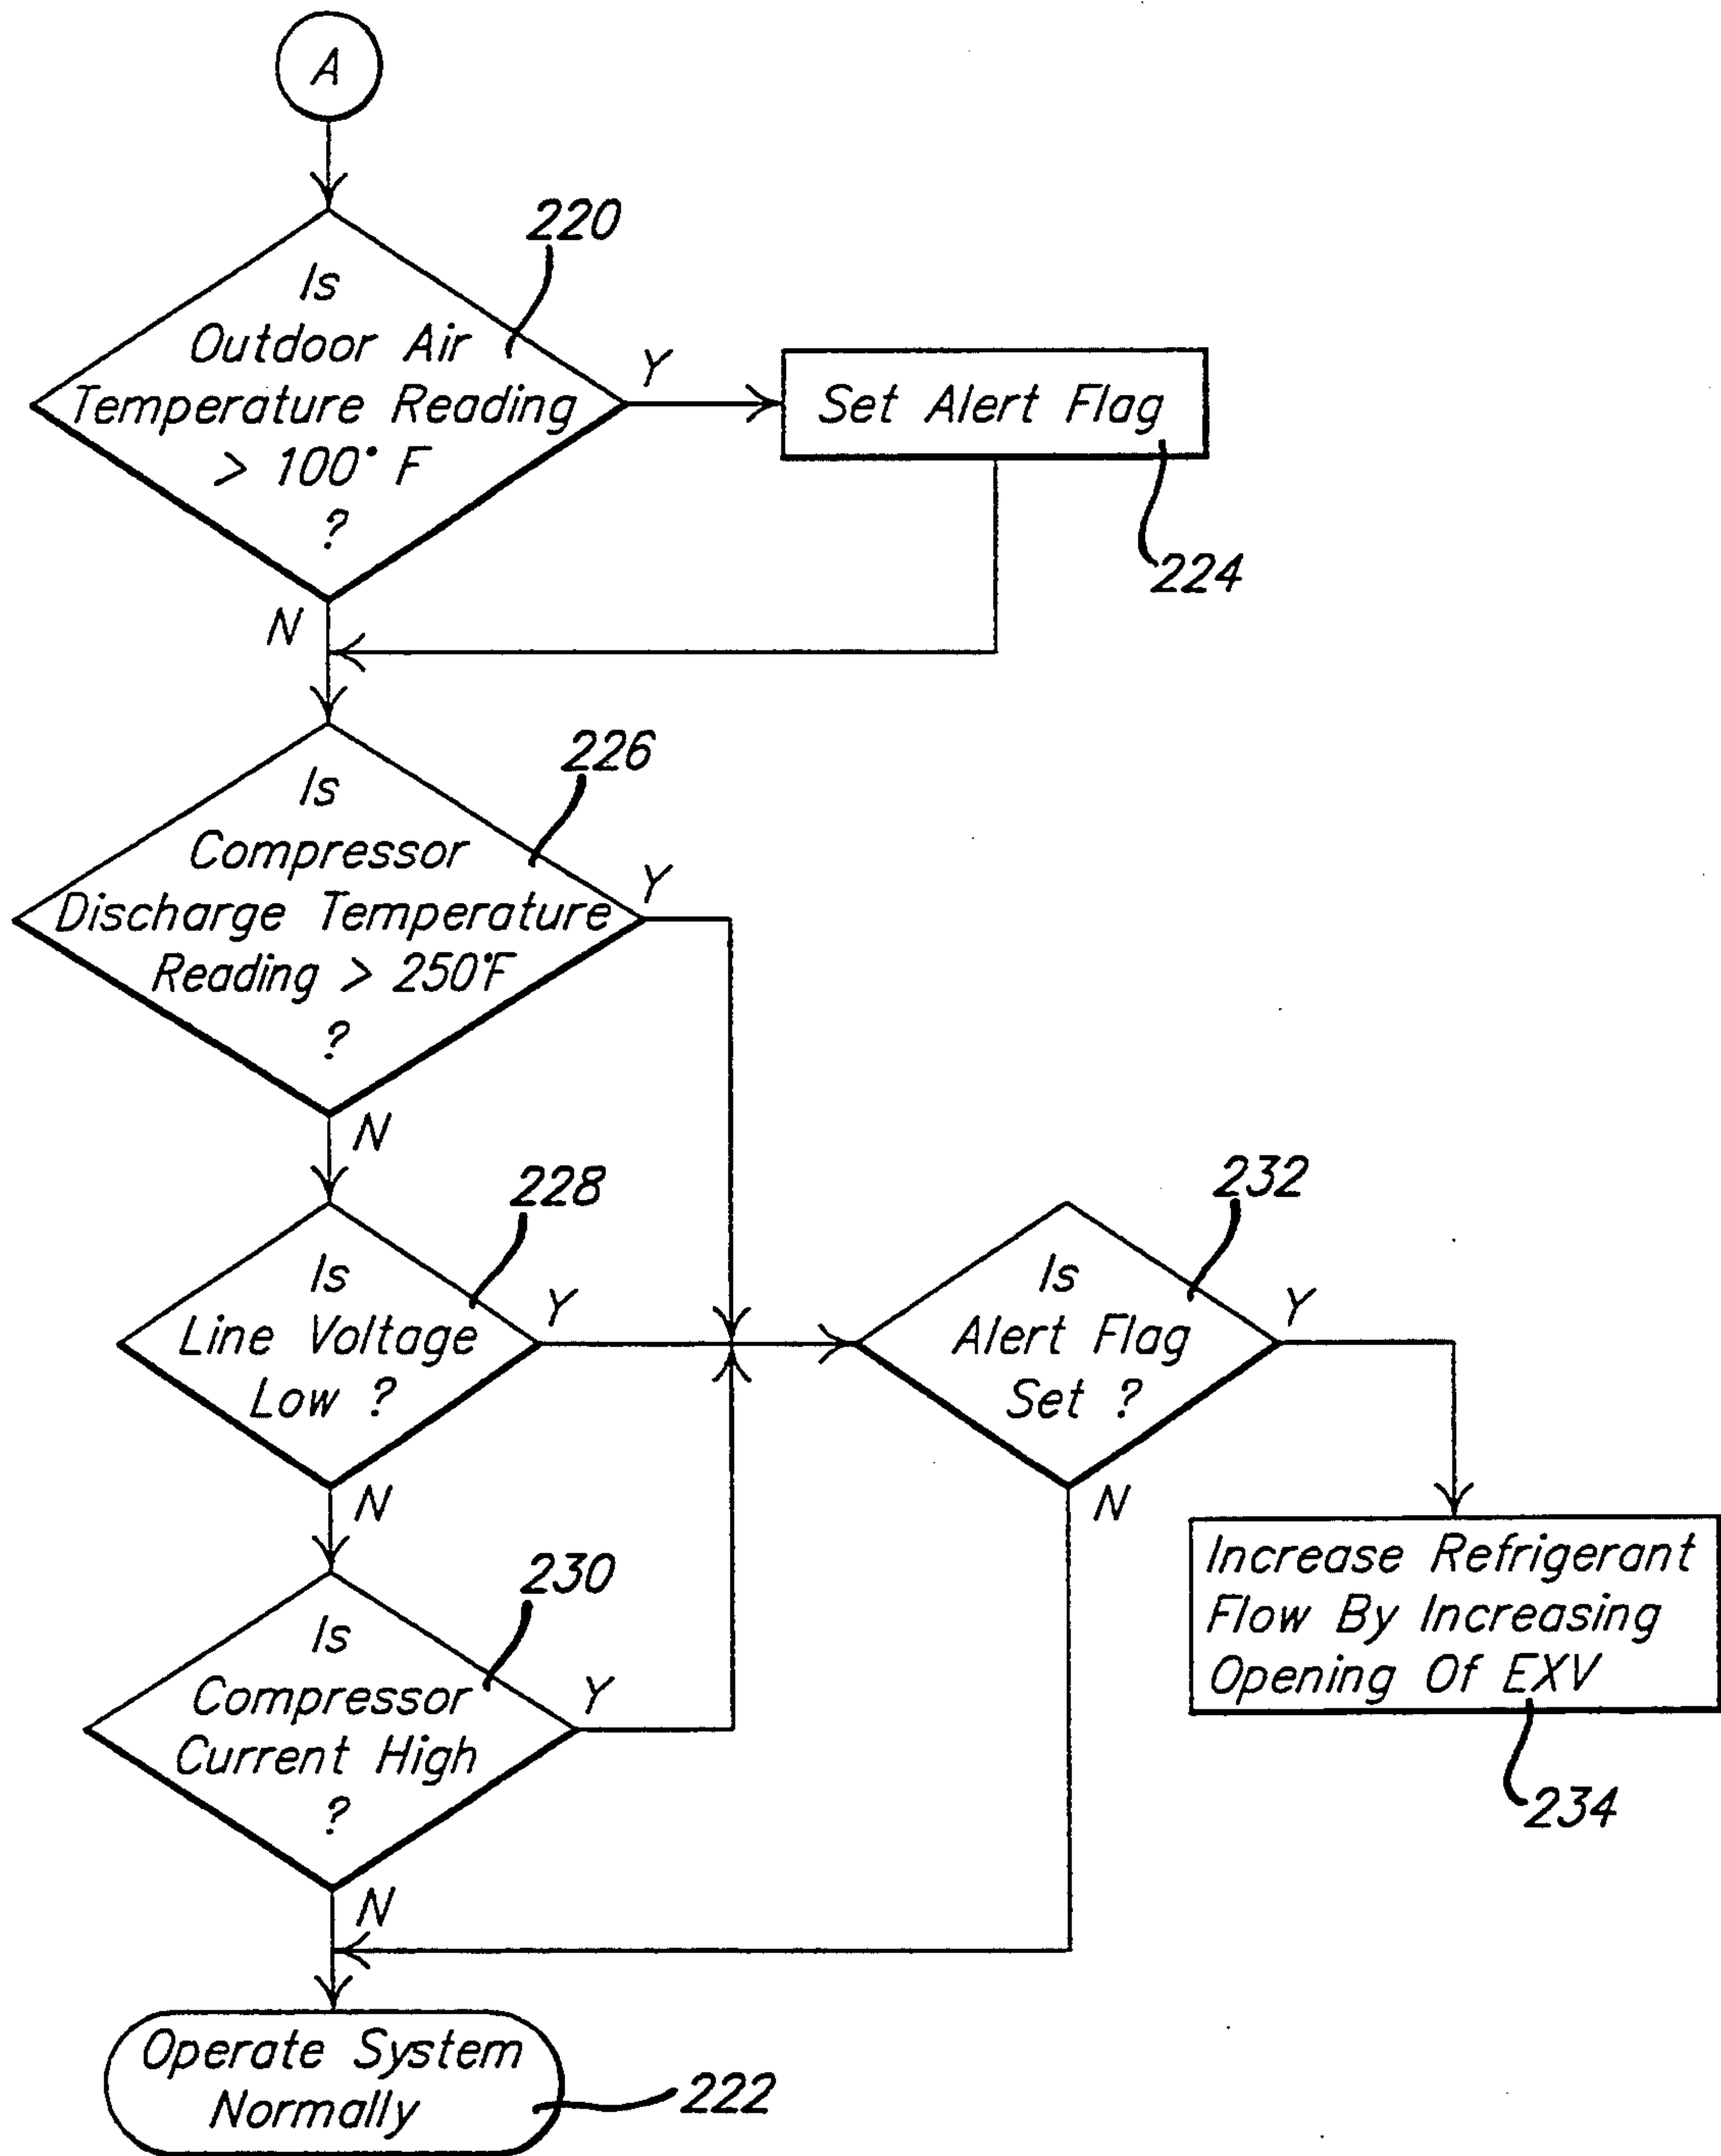 A
220
Is
Outdoor Air
Temperature Reading
> 100° F
?
Y
Set Alert Flag
224
N
226
Is
Compressor
Discharge Temperature
Reading > 250°F
?
Y
N
228
Is
Line Voltage
Low ?
Y
N
232
Is
Alert Flag
Set ?
Y
N
230
Is
Compressor
Current High
?
Y
N
Increase Refrigerant
Flow By Increasing
Opening Of EXV
234
Operate System
Normally
222